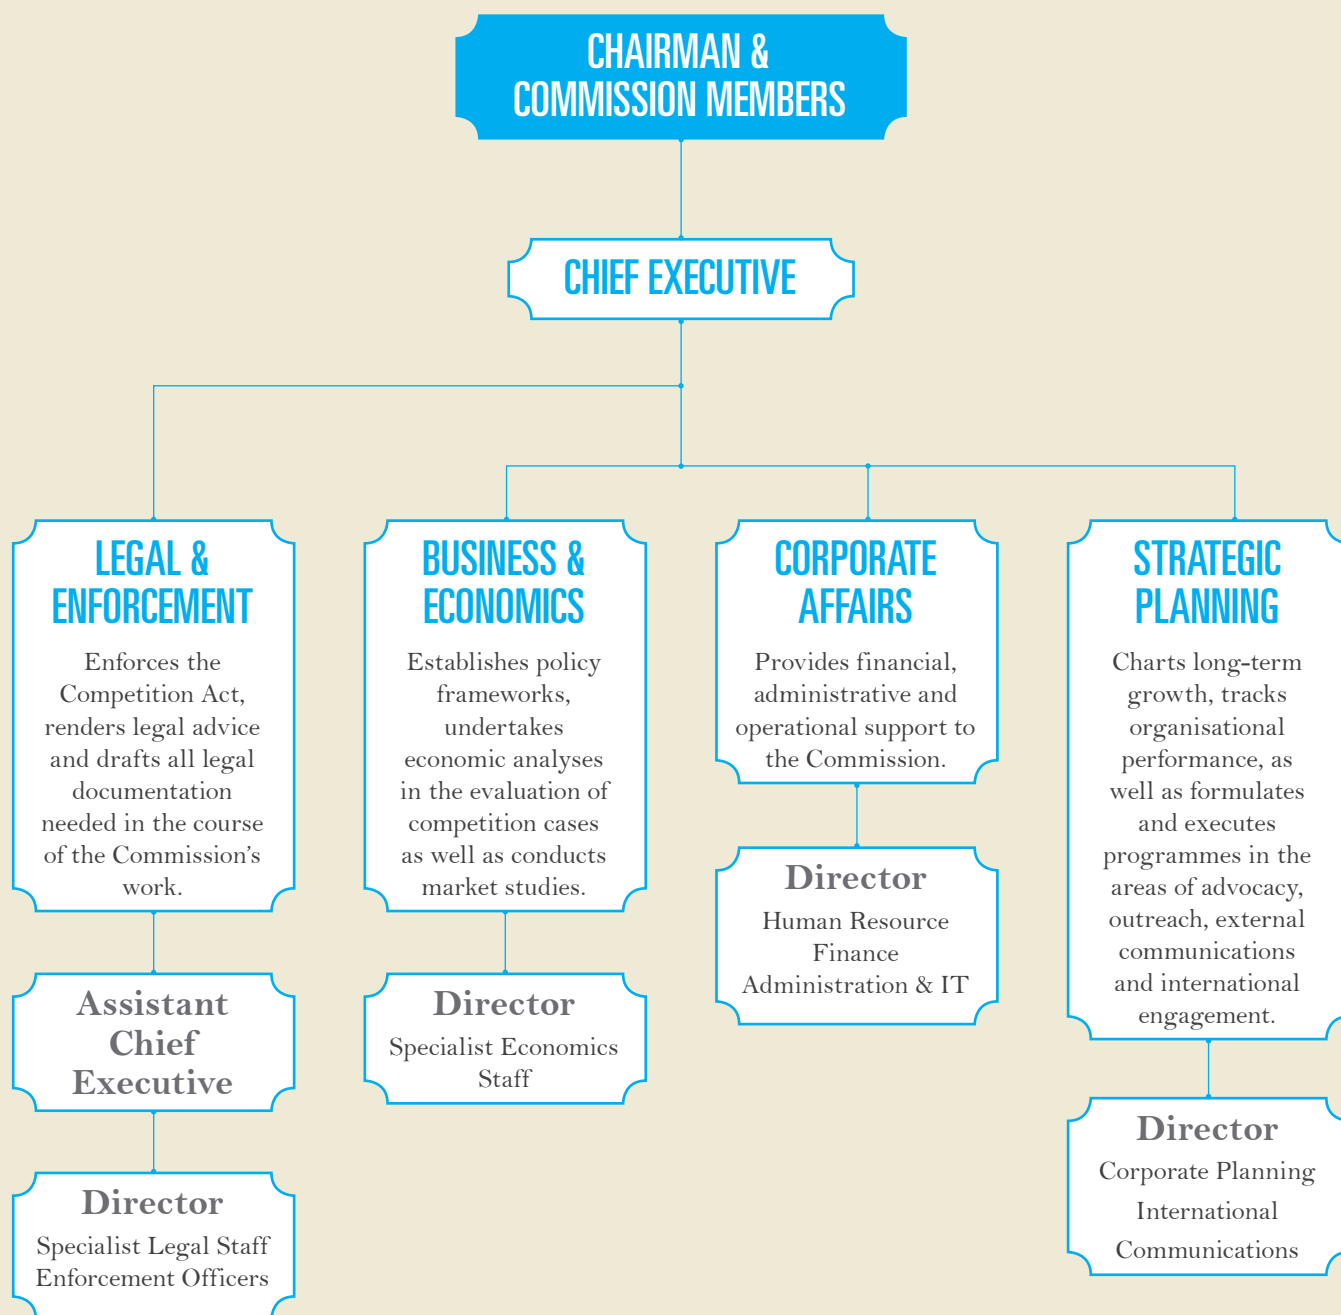 CHAIRMAN &
COMMISSION MEMBERS
CHIEF EXECUTIVE
LEGAL &
ENFORCEMENT
Enforces the
Competition Act,
renders legal advice
and drafts all legal
documentation
needed in the course
of the Commission's
work.
Assistant
Chief
Executive
Director
Specialist Legal Staff
Enforcement Officers
BUSINESS &
ECONOMICS
Establishes policy
frameworks,
undertakes
economic analyses
in the evaluation of
competition cases
as well as conducts
market studies.
Director
Specialist Economics
Staff
CORPORATE
AFFAIRS
Provides financial,
administrative and
operational support to
the Commission.
Director
Human Resource
Finance
Administration & IT
STRATEGIC
PLANNING
Charts long-term
growth, tracks
organisational
performance, as
well as formulates
and executes
programmes in the
areas of advocacy,
outreach, external
communications
and international
engagement.
Director
Corporate Planning
International
Communications